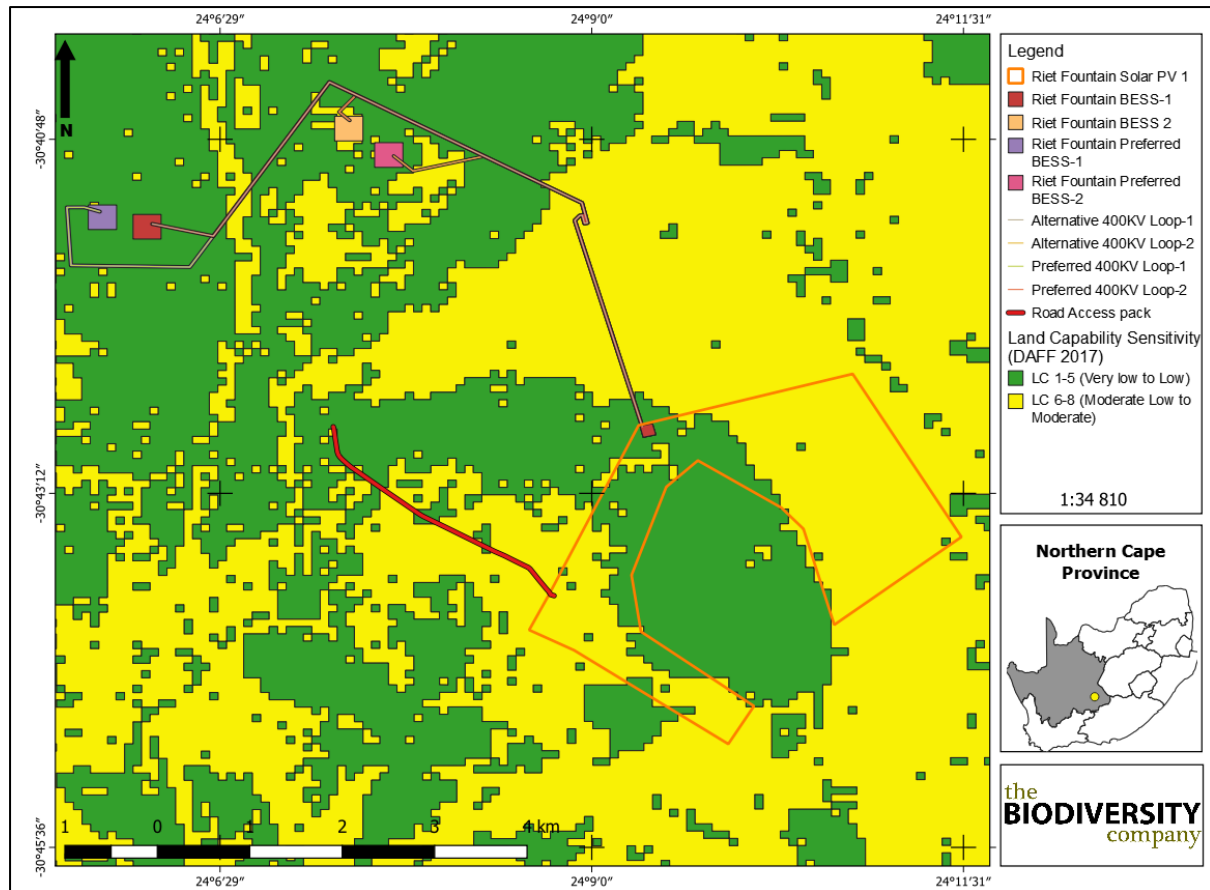 24°6′29″ 24°9′0″ 24°11′31″
N
-30°40′48″
-30°43′12″
-30°45′36″
1 0 1 2 3 4 km
24°6′29″ 24°9′0″ 24°11′31″
Legend
Riet Fountain Solar PV 1
Riet Fountain BESS-1
Riet Fountain BESS 2
Riet Fountain Preferred
BESS-1
Riet Fountain Preferred
BESS-2
Alternative 400KV Loop-1
Alternative 400KV Loop-2
Preferred 400KV Loop-1
Preferred 400KV Loop-2
Road Access pack
Land Capability Sensitivity
(DAFF 2017)
LC 1-5 (Very low to Low)
LC 6-8 (Moderate Low to
Moderate)
1:34 810
Northern Cape
Province
the
BIODIVERSITY
company